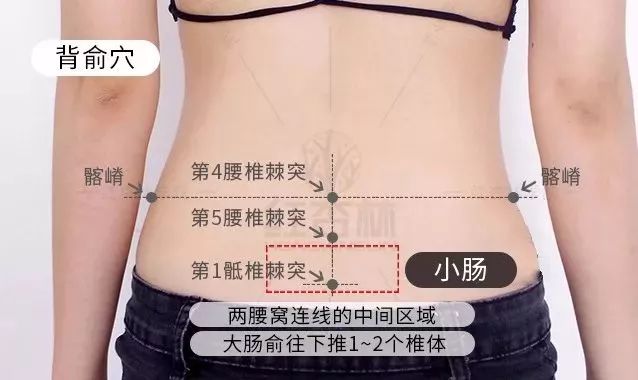 背俞穴
第4腰椎棘突
髂嵴
髂嵴
第5腰椎棘突
第1骶椎棘突
小肠
两腰窝连线的中间区域
大肠俞往下推1~2个椎体